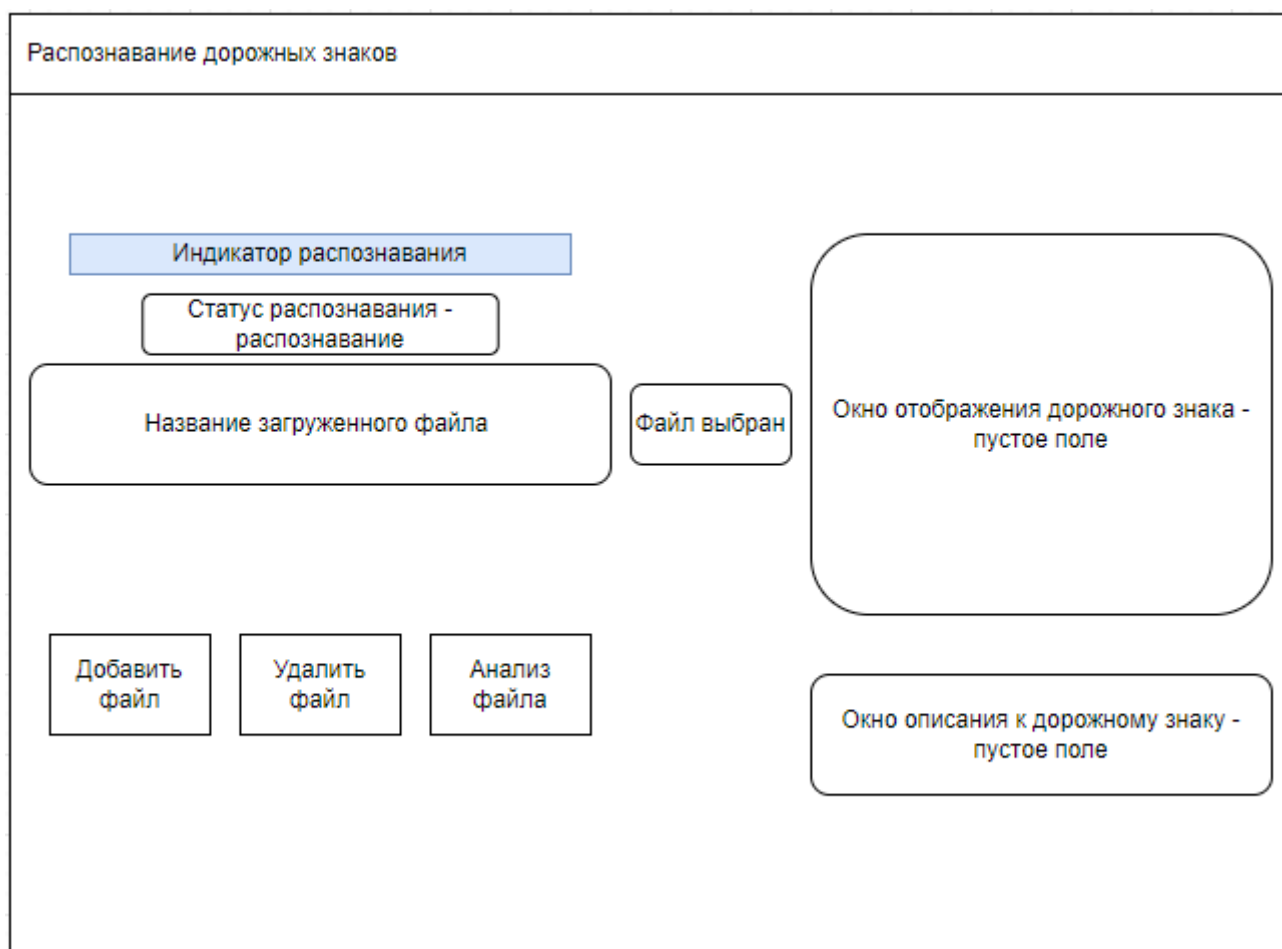 Распознавание дорожных знаков
Индикатор распознавания
Статус распознавания -
распознавание
Название загруженного файла
Файл выбран
Окно отображения дорожного знака -
пустое поле
Добавить
файл
Удалить
файл
Анализ
файла
Окно описания к дорожному знаку -
пустое поле